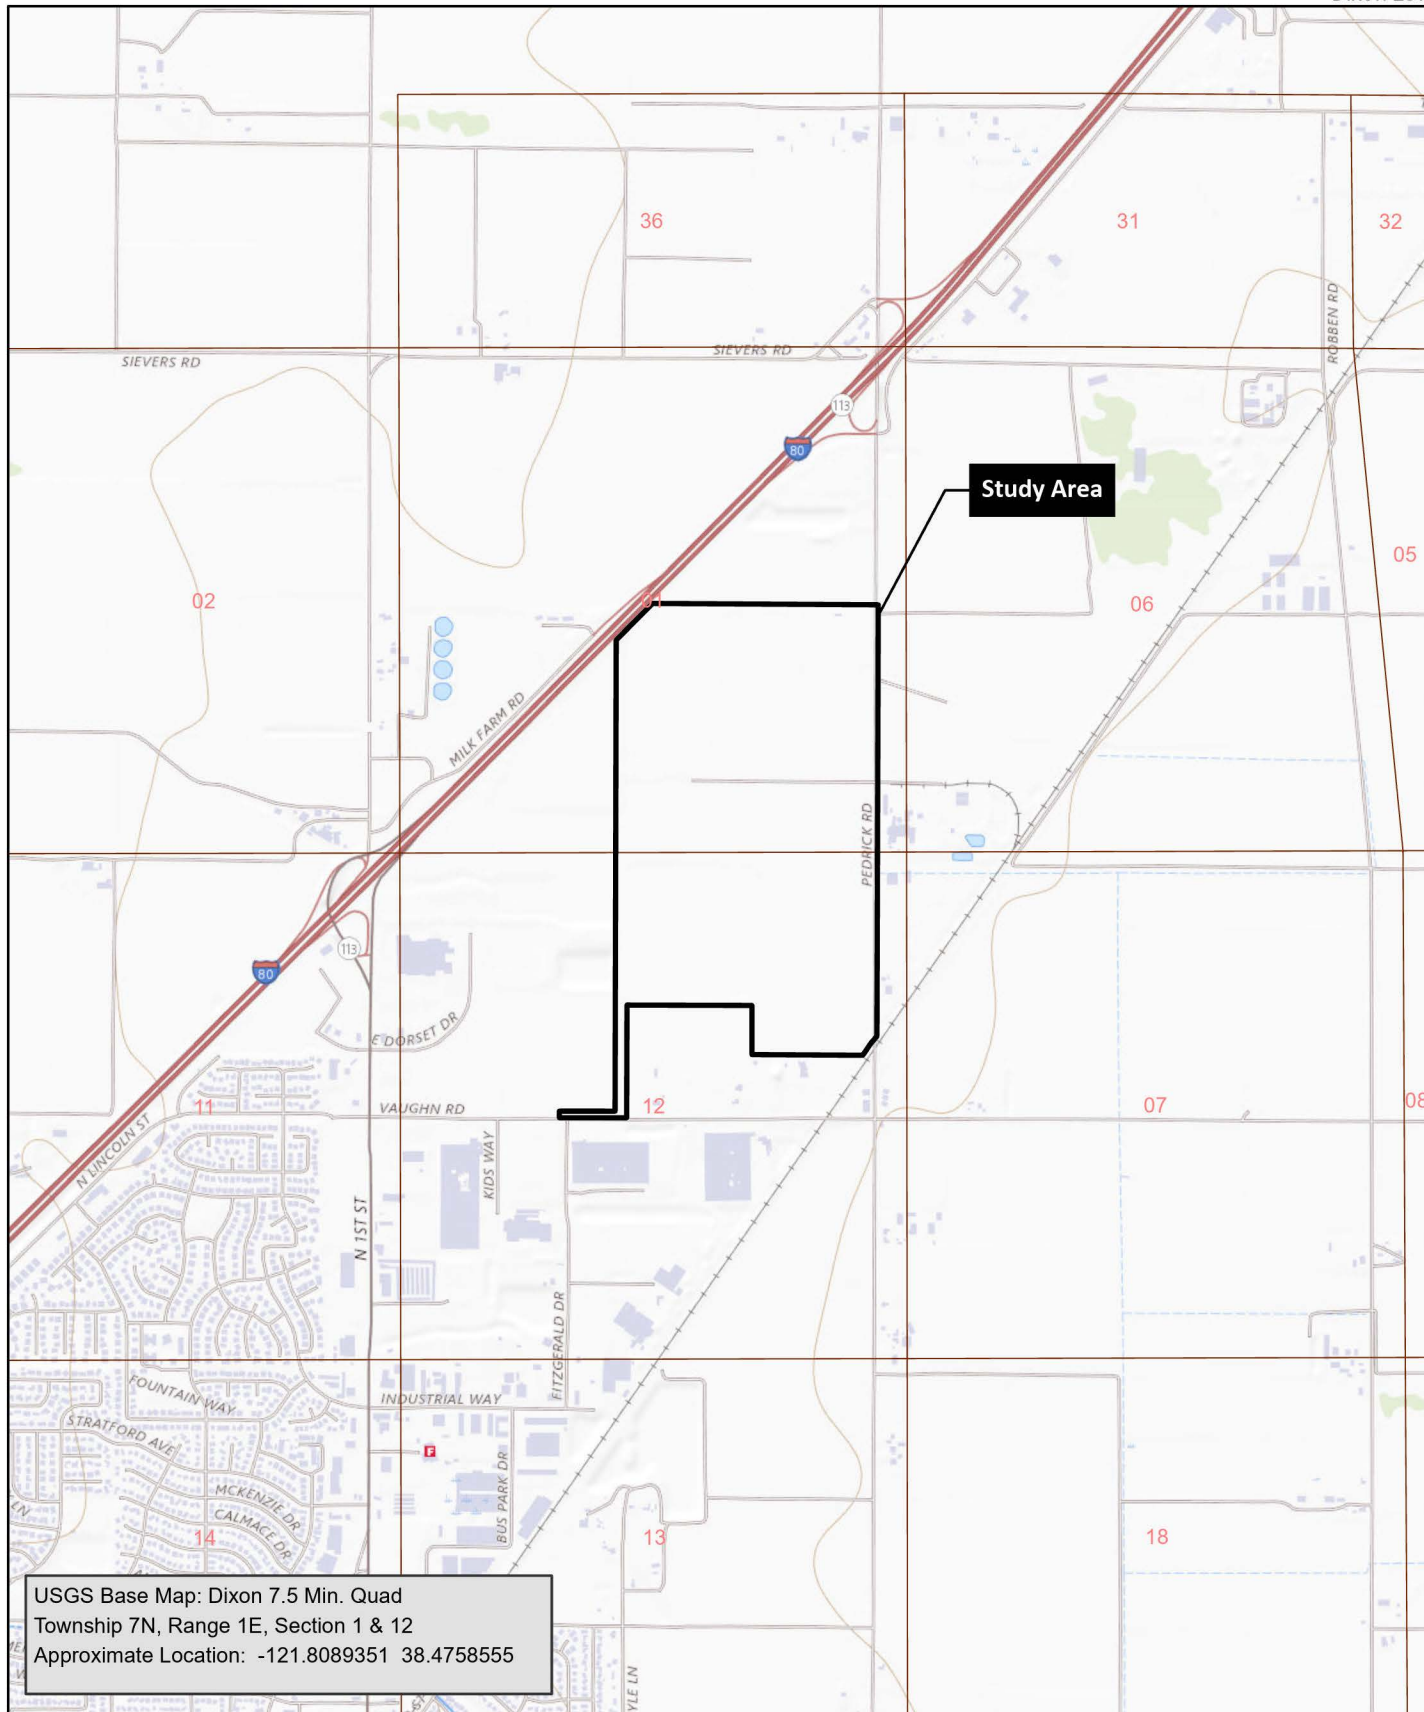 36
31
32
ROBBEN RD
SIEVERS RD
SIEVERS RD
113
80
Study Area
02
01
06
05
MILK FARM RD
PEDRICK RD
113
80
E DORSET DR
11
VAUGHN RD
12
07
08
N LINCOLN ST
KIDS WAY
N 1ST ST
FITZGERALD DR
FOUNTAIN WAY
INDUSTRIAL WAY
STRATFORD AVE
F
MCKENZIE DR
CALMACE DR
BUS PARK DR
LN
14
13
18
USGS Base Map: Dixon 7.5 Min. Quad
Township 7N, Range 1E, Section 1 & 12
Approximate Location: -121.8089351 38.4758555
YLE LN